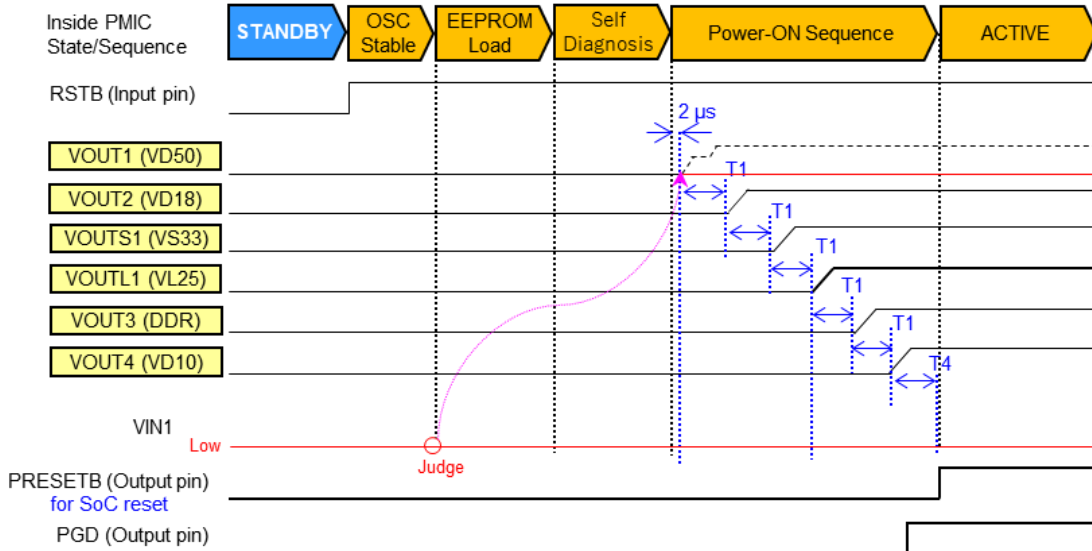 Inside PMIC
State/Sequence
STANDBY
OSC
Stable
EEPROM
Load
Self
Diagnosis
Power-ON Sequence
ACTIVE
RSTB (Input pin)
2 μs
VOUT1 (VD50)
T1
VOUT2 (VD18)
T1
VOUTS1 (VS33)
T1
VOUTL1 (VL25)
T1
VOUT3 (DDR)
T1
VOUT4 (VD10)
T4
VIN1
Low
Judge
PRESETB (Output pin)
for SoC reset
PGD (Output pin)